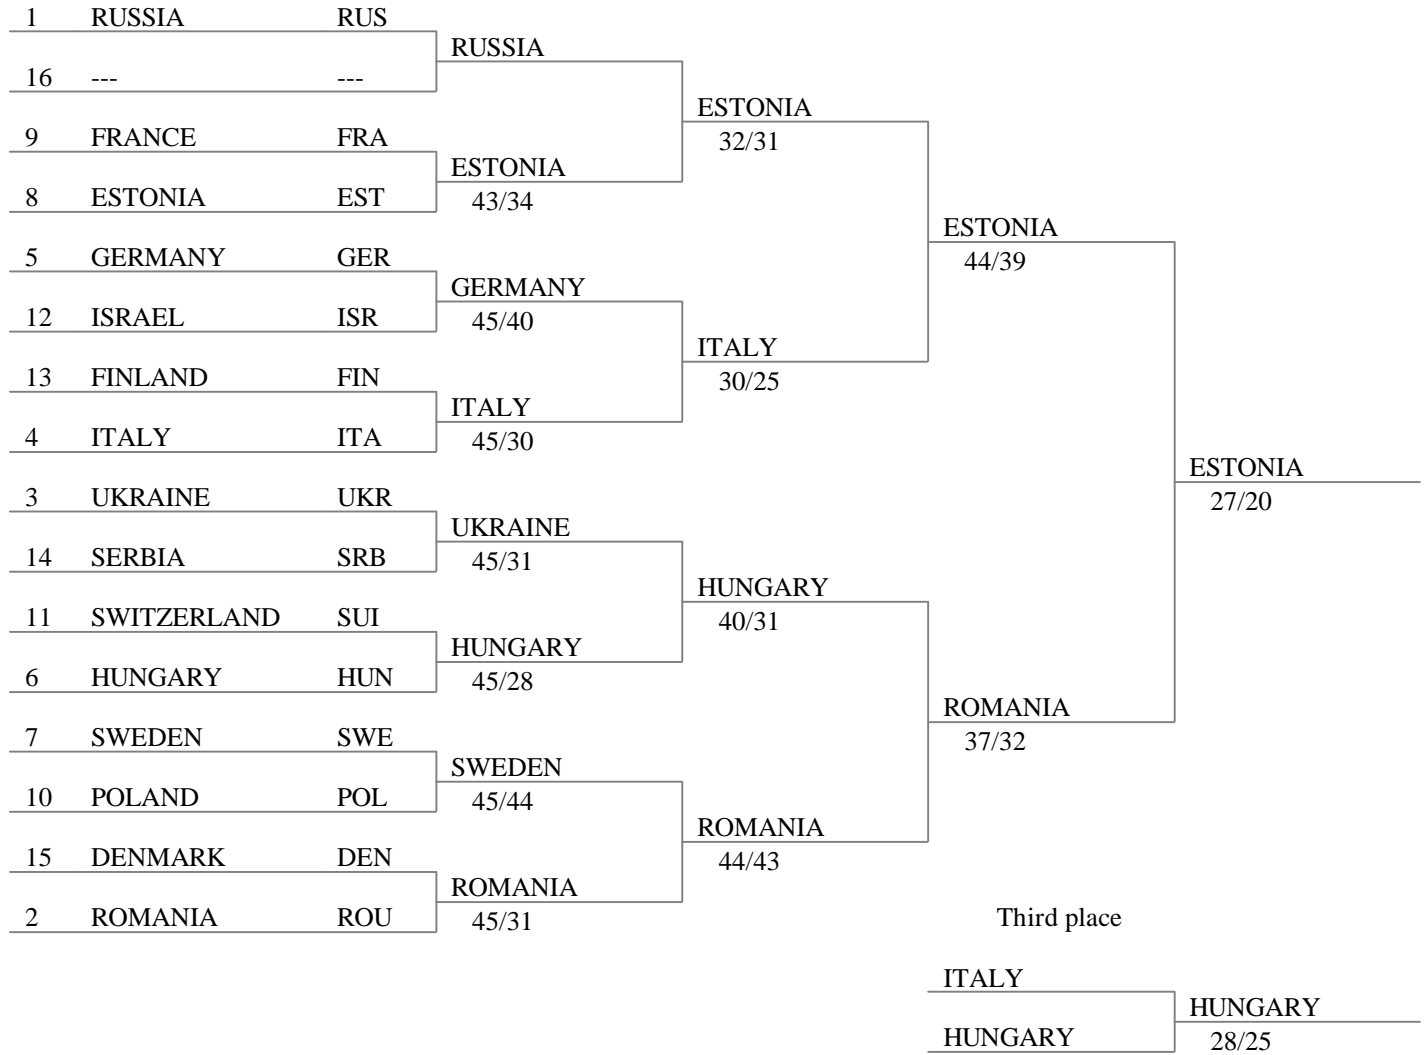 1 RUSSIA RUS
RUSSIA
16 --- ---
ESTONIA
32/31
9 FRANCE FRA
ESTONIA
43/34
8 ESTONIA EST
ESTONIA
44/39
5 GERMANY GER
GERMANY
45/40
12 ISRAEL ISR
ITALY
30/25
13 FINLAND FIN
ITALY
45/30
4 ITALY ITA
ESTONIA
27/20
3 UKRAINE UKR
UKRAINE
45/31
14 SERBIA SRB
HUNGARY
40/31
11 SWITZERLAND SUI
HUNGARY
45/28
6 HUNGARY HUN
ROMANIA
37/32
7 SWEDEN SWE
SWEDEN
45/44
10 POLAND POL
ROMANIA
44/43
15 DENMARK DEN
ROMANIA
45/31
2 ROMANIA ROU
Third place
ITALY
HUNGARY
28/25
HUNGARY